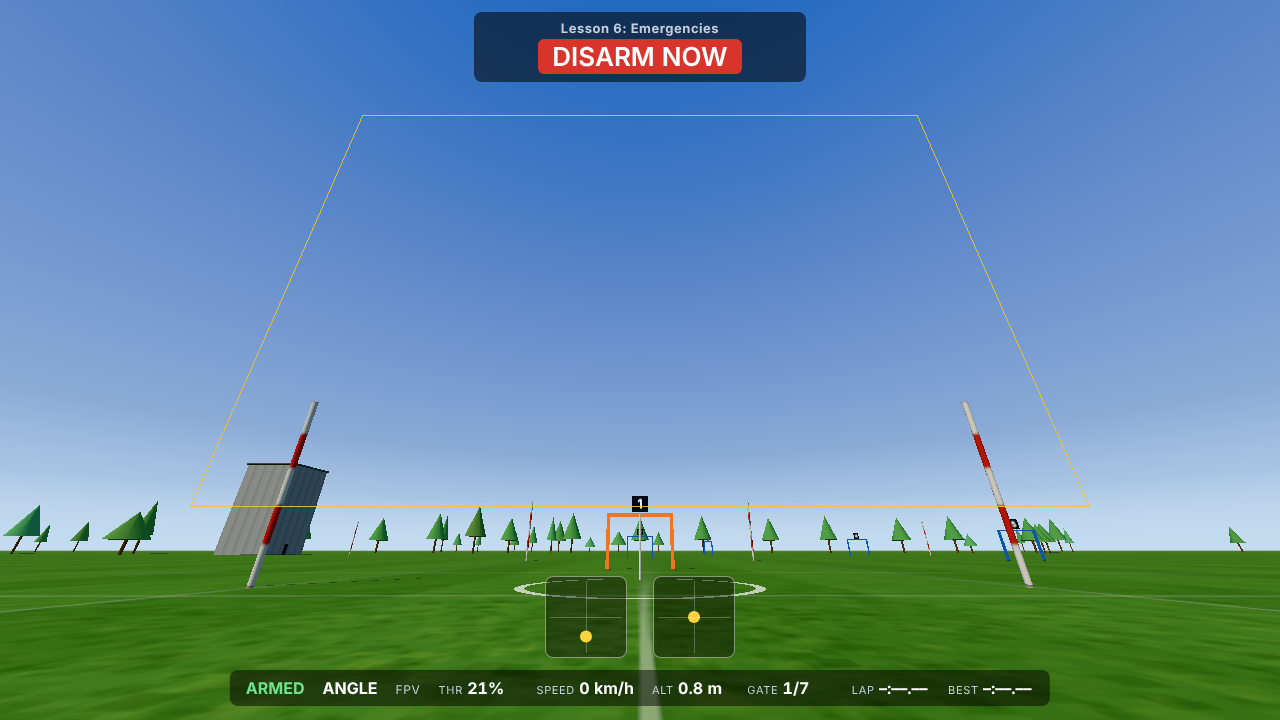 Lesson 6: Emergencies
DISARM NOW
1
ARMED ANGLE FPV THR 21% SPEED 0 km/h ALT 0.8 m GATE 1/7 LAP –:––.–– BEST –:––.––